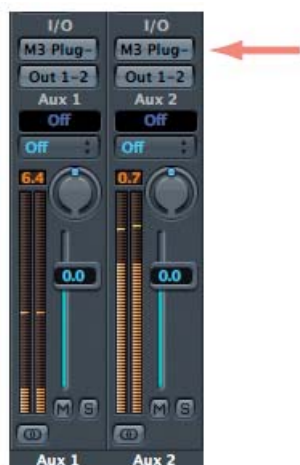 I/O I/O
M3 Plug- M3 Plug-
Out 1-2 Out 1-2
Aux 1 Aux 2
Off Off
Off Off
6.4 0.7
0.0 0.0
M S M S
Aux 1 Aux 2